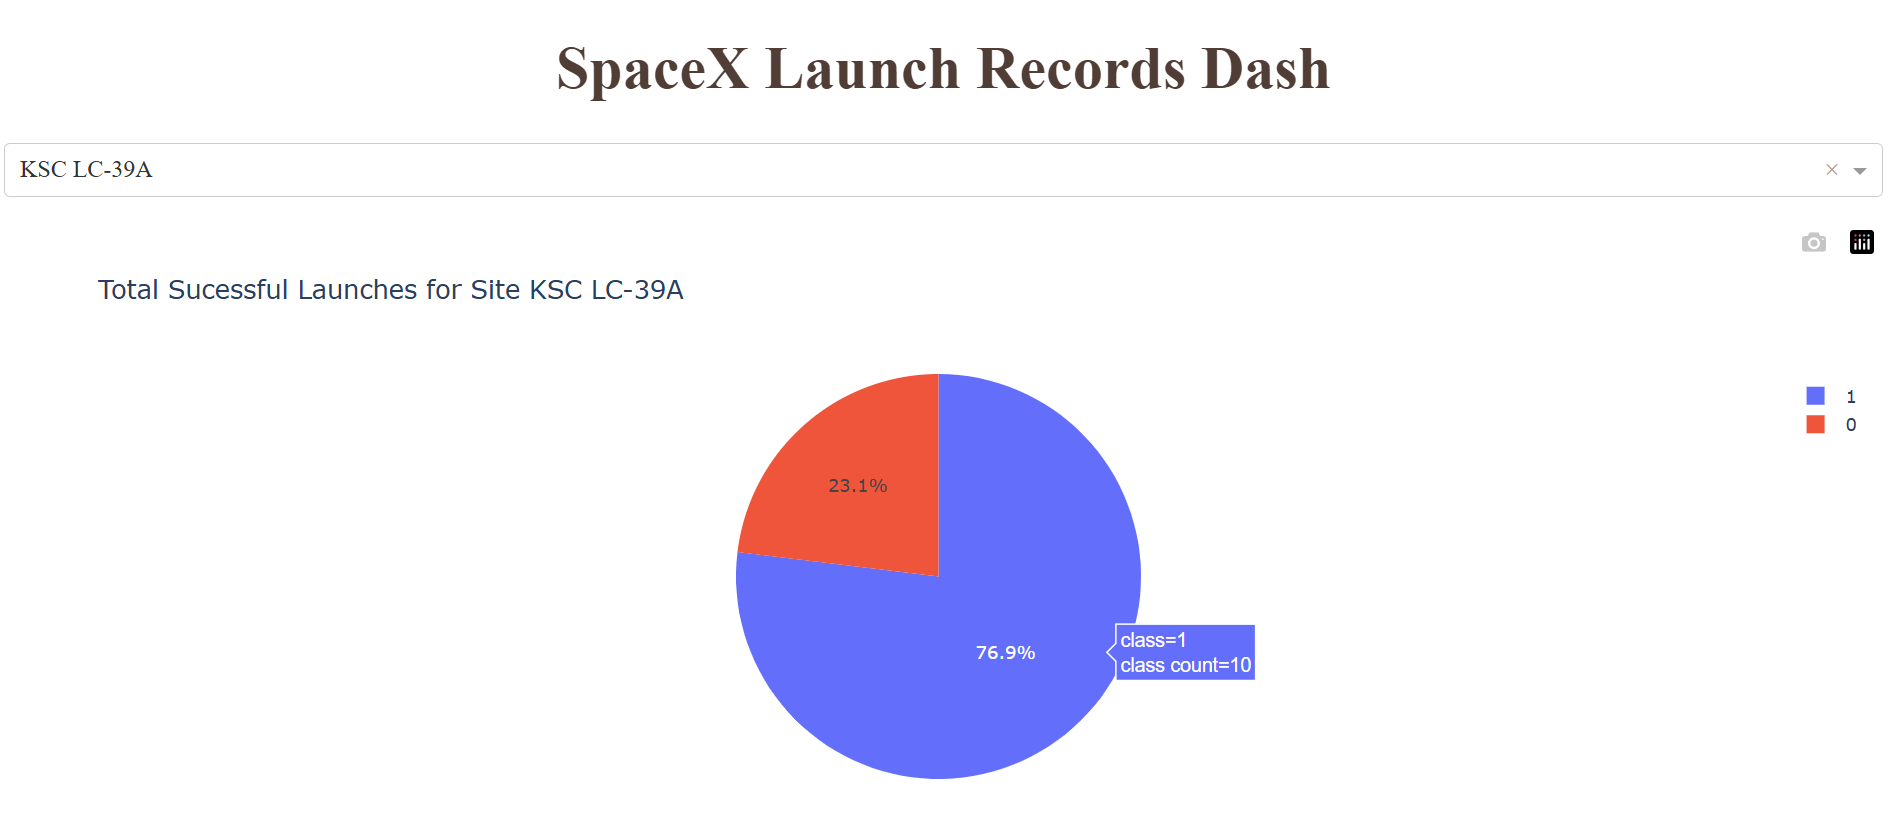 SpaceX Launch Records Dash
KSC LC-39A
×
Total Sucessful Launches for Site KSC LC-39A
1
0
23.1%
76.9%
class=1
class count=10